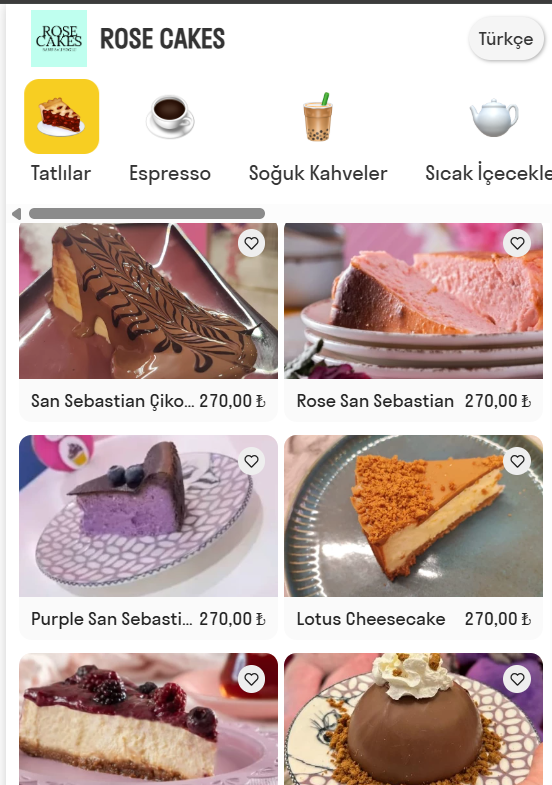 ROSE
CAKES
ROSE CAKES
Türkçe
Tatlılar
Espresso
Soğuk Kahveler
Sıcak İçecekle
San Sebastian Çiko... 270,00 ₺
Rose San Sebastian 270,00 ₺
Purple San Sebasti... 270,00 ₺
Lotus Cheesecake 270,00 ₺